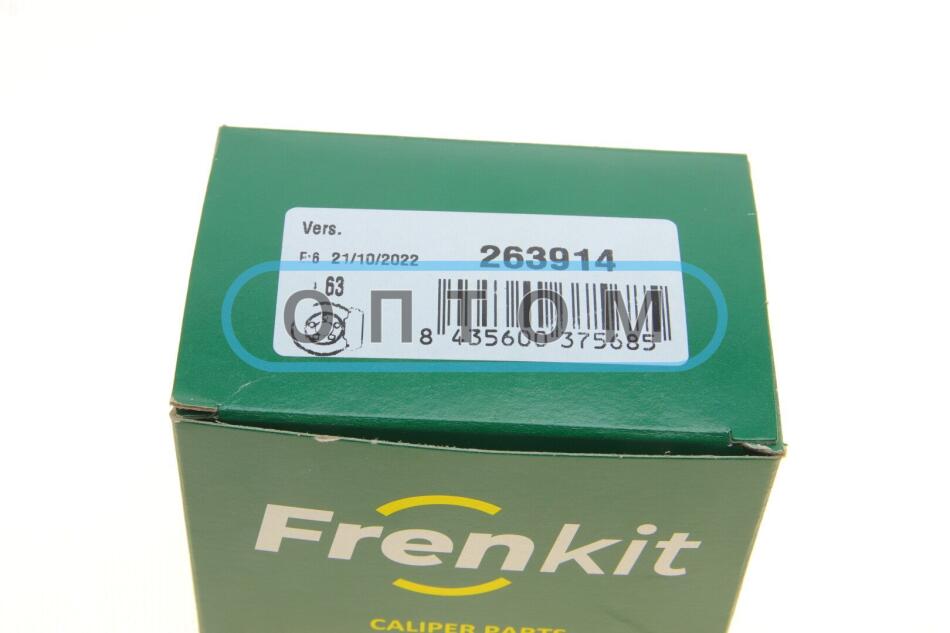 Vers.
E:6 21/10/2022 263914
63
ОПТОМ
8 435600 375685
Frenkit
CALIPER PARTS